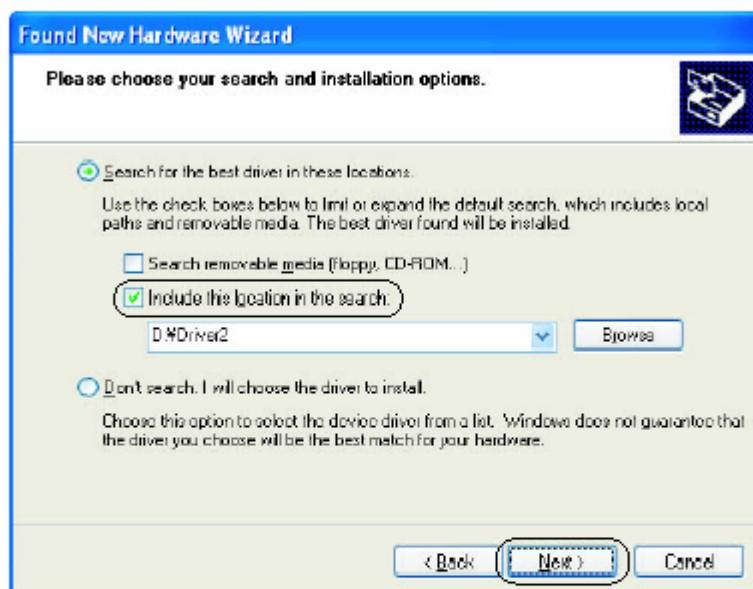 Found New Hardware Wizard
Please choose your search and installation options.
Search for the best driver in these locations.
Use the check boxes below to limit or expand the default search, which includes local
paths and removable media. The best driver found will be installed.
Search removable media (floppy, CD-ROM...)
Include this location in the search:
D:¥Driver2
Browse
Don't search. I will choose the driver to install.
Choose this option to select the device driver from a list. Windows does not guarantee that
the driver you choose will be the best match for your hardware.
< Back Next > Cancel